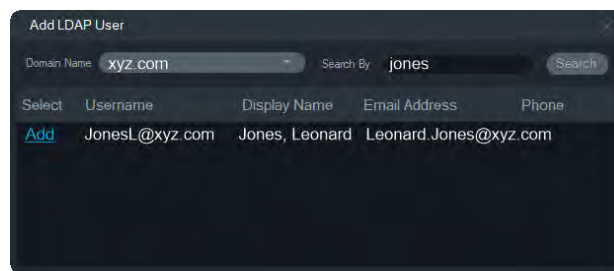 Add LDAP User
Domain Name xyz.com Search By jones Search
Select Username Display Name Email Address Phone
Add JonesL@xyz.com Jones, Leonard Leonard.Jones@xyz.com